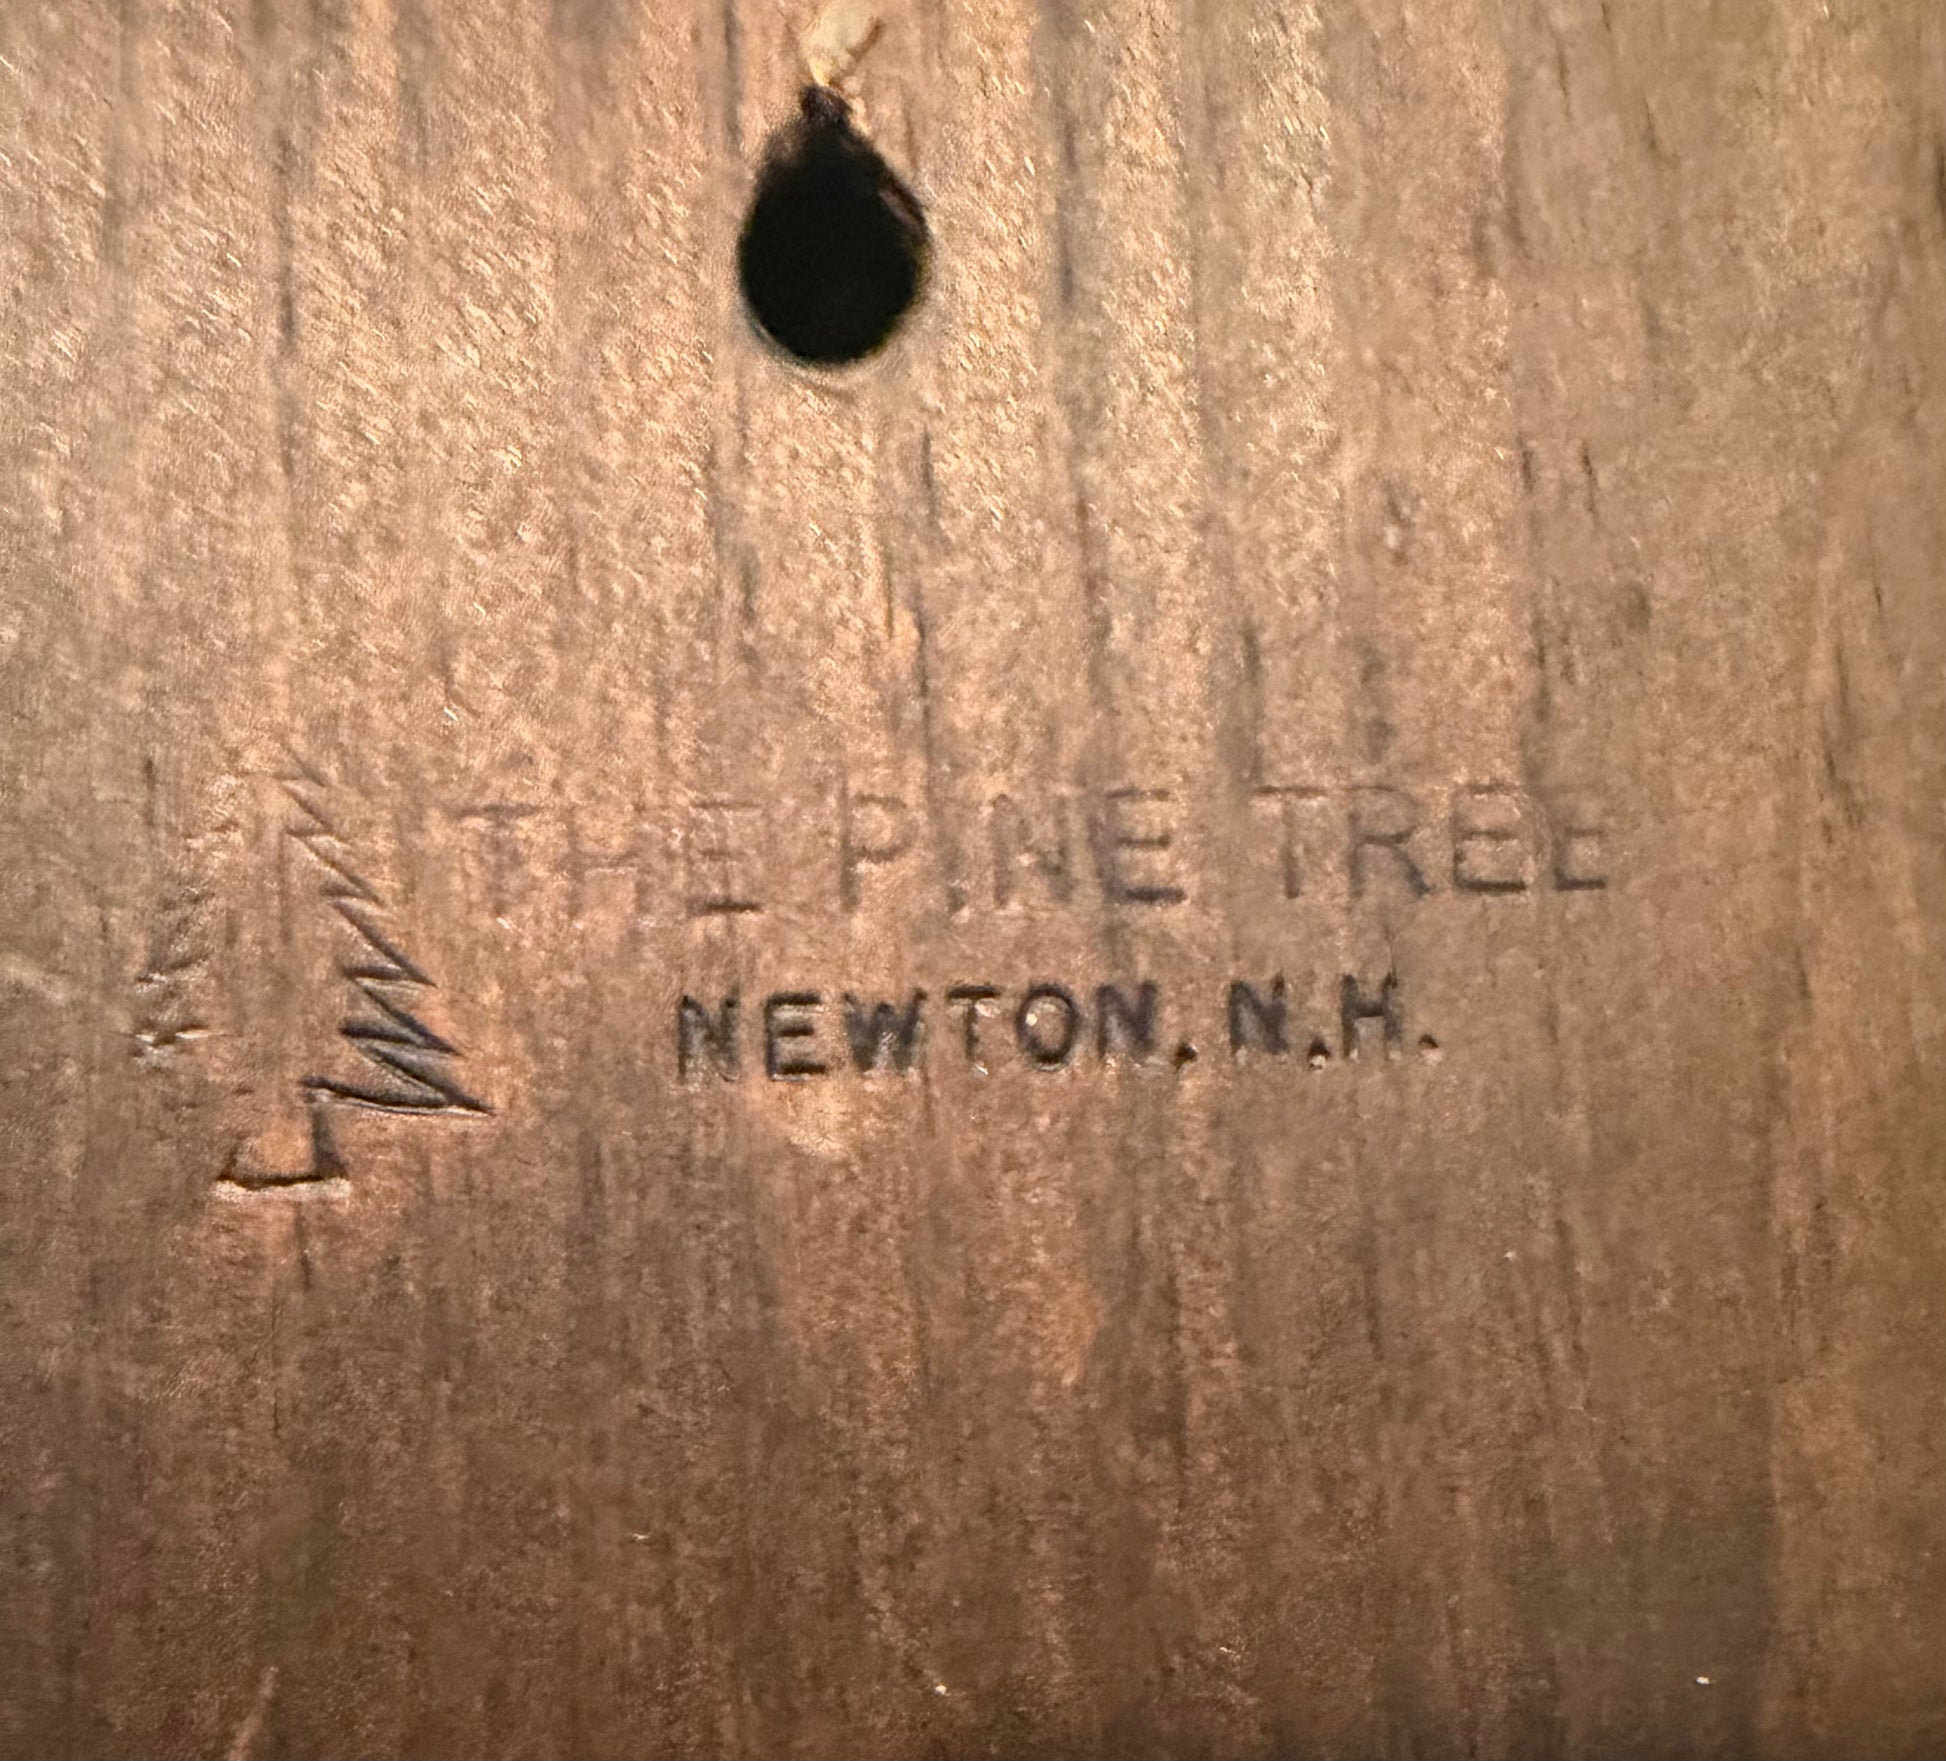 THE PINE TREE
NEWTON. N.H.